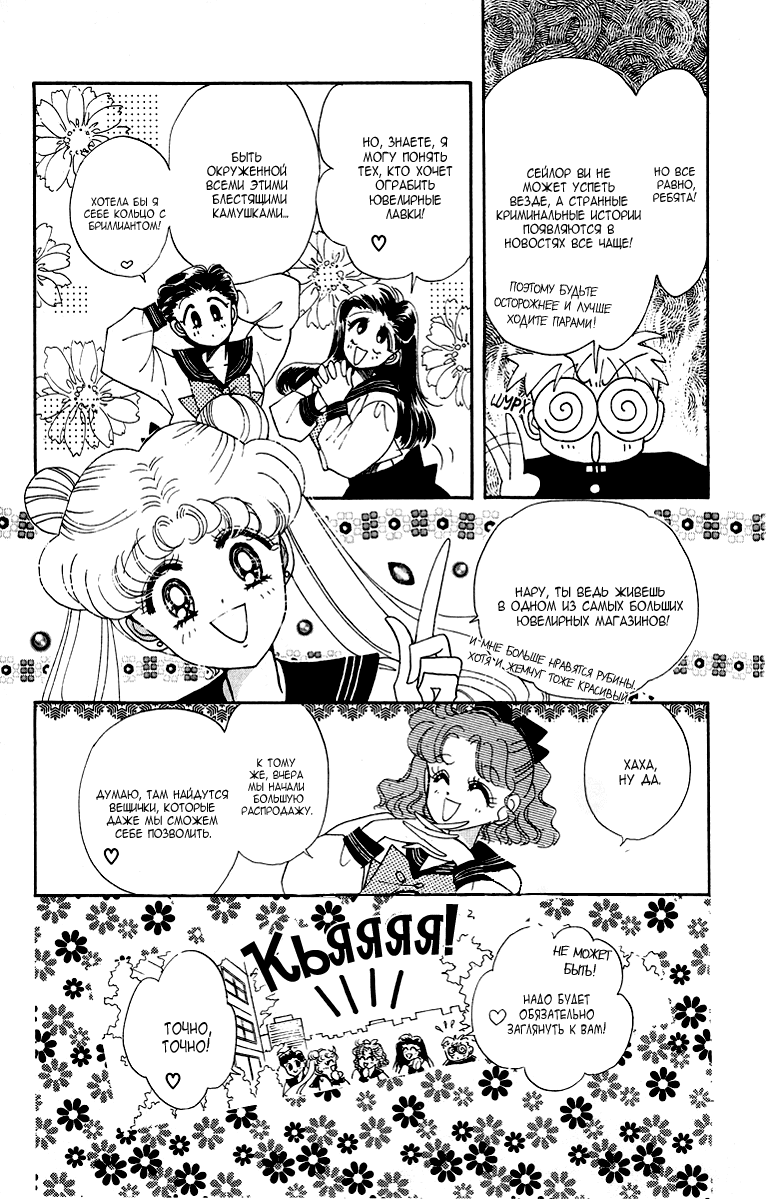 НО ВСЕ
РАВНО,
РЕБЯТА!
СЕЙЛОР ВИ НЕ
МОЖЕТ УСПЕТЬ
ВЕЗДЕ, А СТРАННЫЕ
КРИМИНАЛЬНЫЕ ИСТОРИИ
ПОЯВЛЯЮТСЯ В
НОВОСТЯХ ВСЕ ЧАЩЕ!
ПОЭТОМУ БУДЬТЕ
ОСТОРОЖНЕЕ И ЛУЧШЕ
ХОДИТЕ ПАРАМИ!
ШМРХ
НО, ЗНАЕТЕ, Я
МОГУ ПОНЯТЬ
ТЕХ, КТО ХОЧЕТ
ОГРАБИТЬ
ЮВЕЛИРНЫЕ
ЛАВКИ!
♡
БЫТЬ
ОКРУЖЕННОЙ
ВСЕМИ ЭТИМИ
БЛЕСТЯЩИМИ
КАМУШКАМИ...
ХОТЕЛА БЫ Я
СЕБЕ КОЛЬЦО С
БРИЛЛИАНТОМ!
♡
НАРУ, ТЫ ВЕДЬ ЖИВЕШЬ
В ОДНОМ ИЗ САМЫХ БОЛЬШИХ
ЮВЕЛИРНЫХ МАГАЗИНОВ!
И МНЕ БОЛЬШЕ НРАВЯТСЯ РУБИНЫ,
ХОТЯ И ЖЕМЧУГ ТОЖЕ КРАСИВЫЙ
ХАХА,
НУ ДА.
К ТОМУ
ЖЕ, ВЧЕРА
МЫ НАЧАЛИ
БОЛЬШУЮ
РАСПРОДАЖУ.
ДУМАЮ, ТАМ НАЙДУТСЯ
ВЕЩИЧКИ, КОТОРЫЕ
ДАЖЕ МЫ СМОЖЕМ
СЕБЕ ПОЗВОЛИТЬ.
♡
КЬЯЯЯЯ!
НЕ МОЖЕТ
БЫТЬ!
НАДО БУДЕТ
ОБЯЗАТЕЛЬНО
ЗАГЛЯНУТЬ К ВАМ!
♡
ТОЧНО,
ТОЧНО!
♡